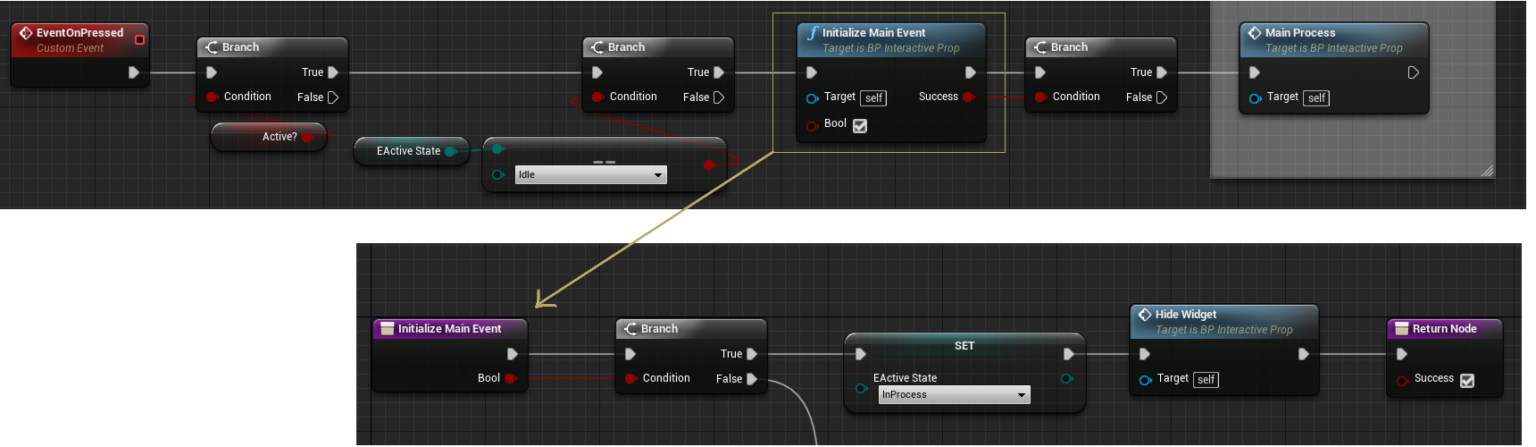 EventOnPressed
Custom Event
Branch
True
Condition
False
Active?
EActive State
==
Idle
Branch
True
Condition
False
f Initialize Main Event
Target is BP Interactive Prop
Target self
Success
Bool
Branch
True
Condition
False
Main Process
Target is BP Interactive Prop
Target self
Initialize Main Event
Bool
Branch
True
Condition
False
SET
EActive State
InProcess
Hide Widget
Target is BP Interactive Prop
Target self
Return Node
Success